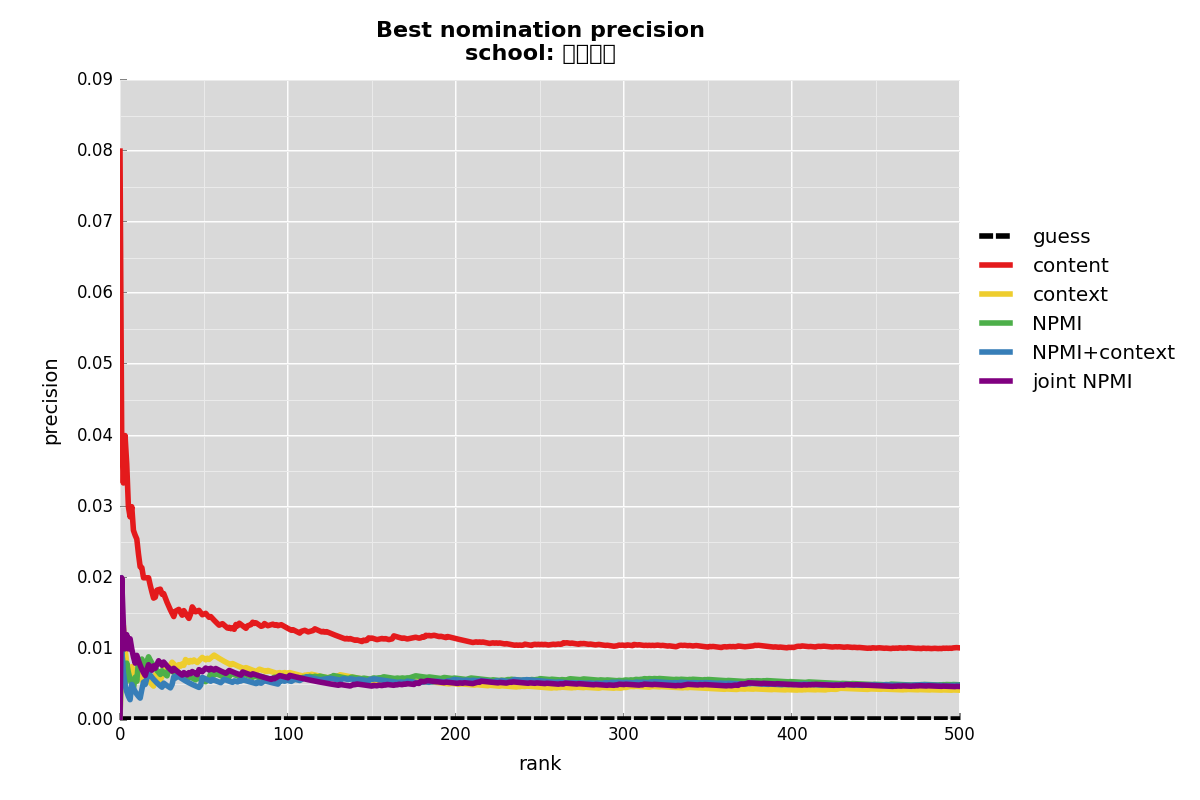 Best nomination precision
school:
0.09
0.08
0.07
0.06
0.05
0.04
0.03
0.02
0.01
0.00
precision
0 100 200 300 400 500
rank
guess
content
context
NPMI
NPMI+context
joint NPMI